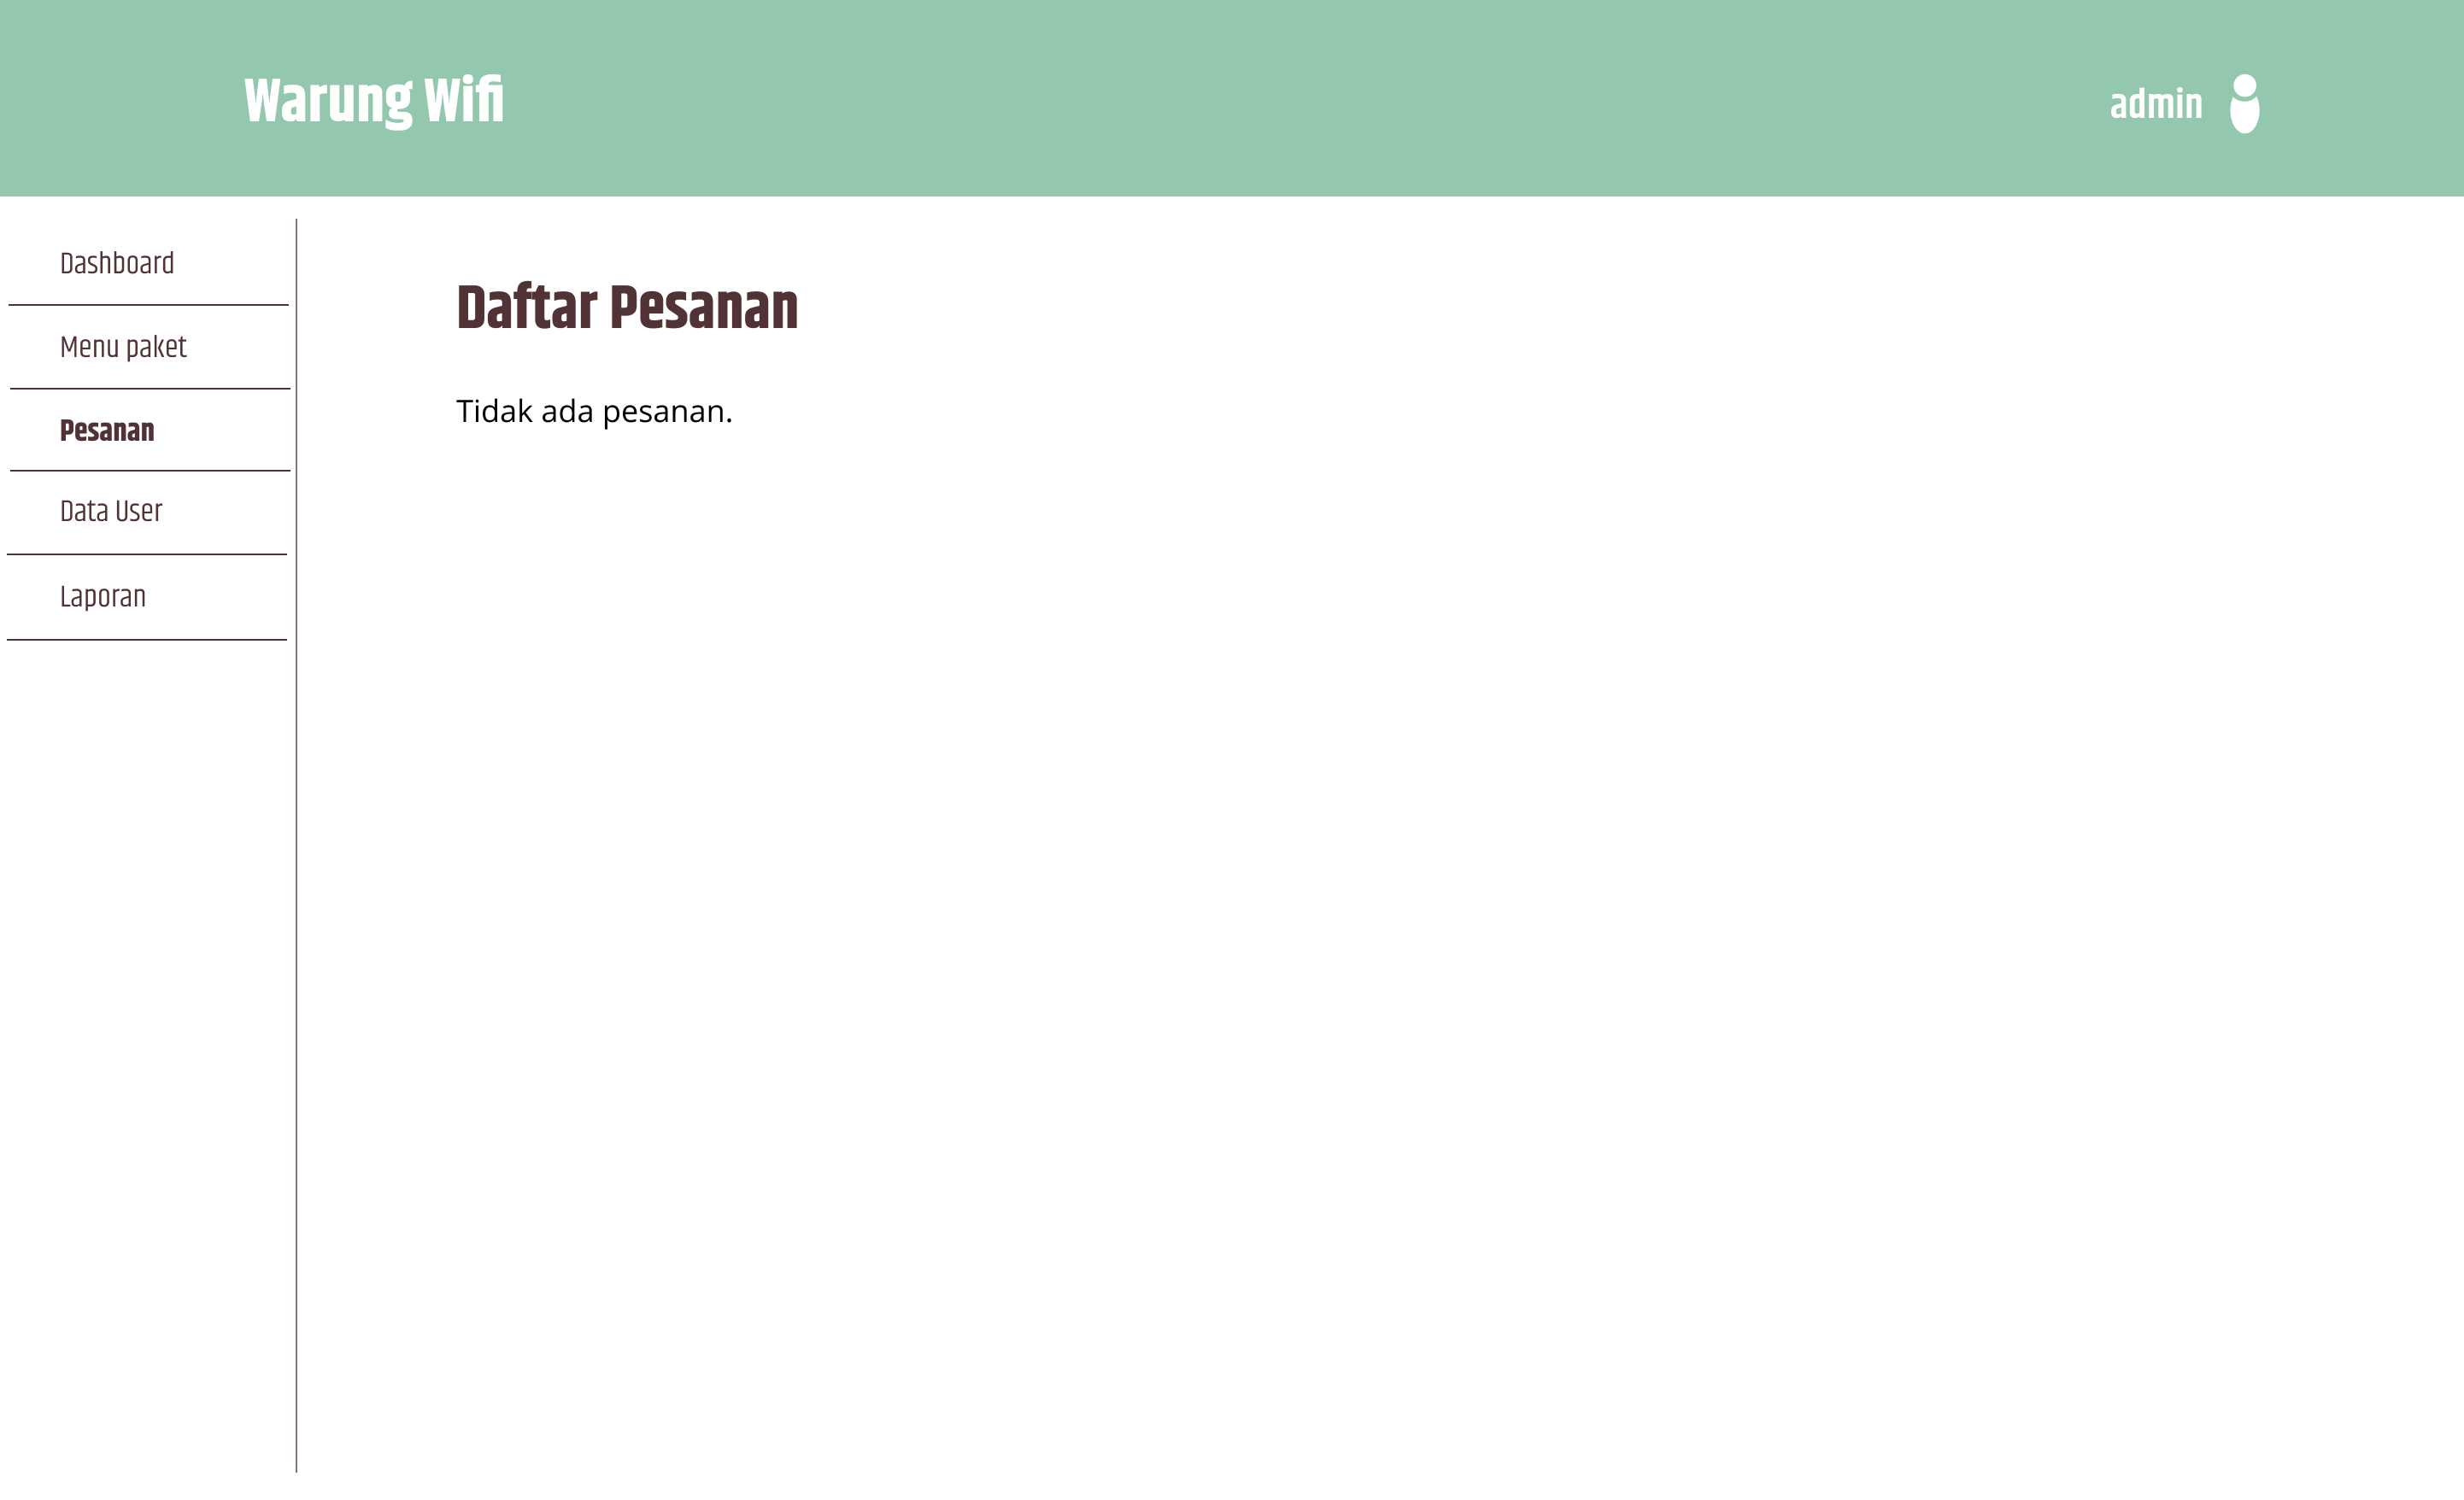 Warung Wifi
admin
Dashboard
Menu paket
Pesanan
Data User
Laporan
Daftar Pesanan
Tidak ada pesanan.